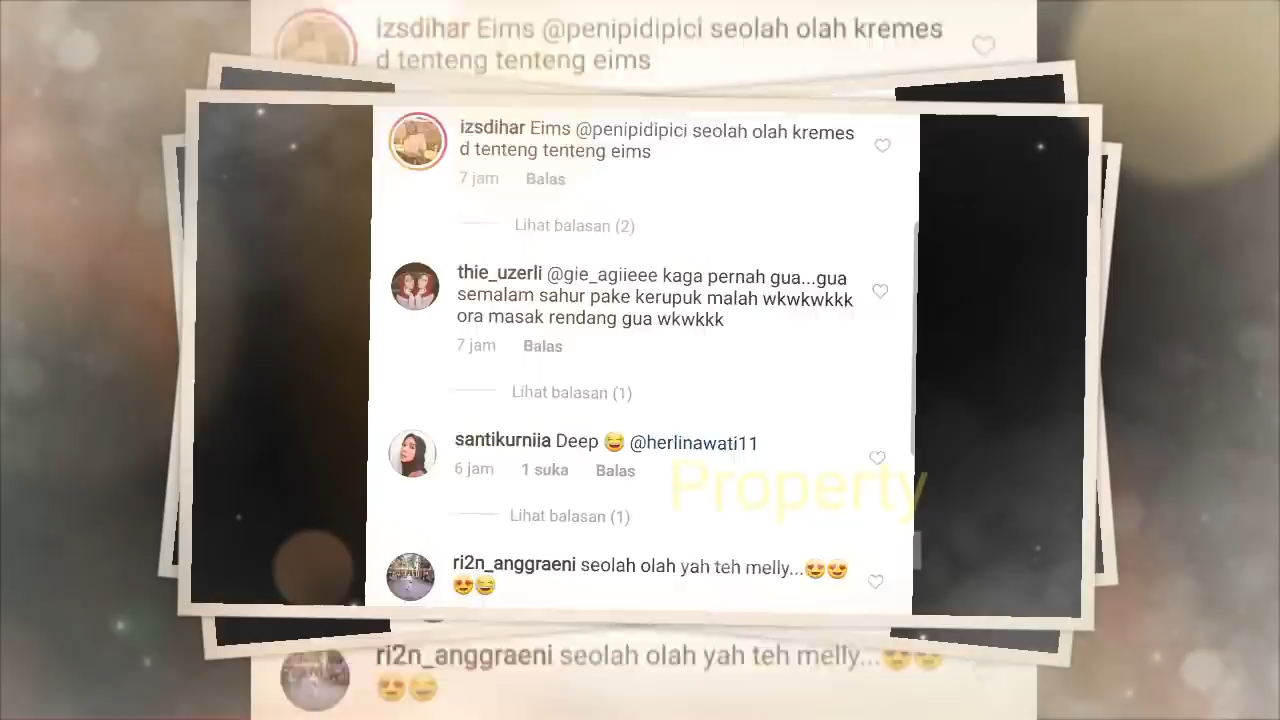 izsdihar Eims @penipidipici seolah olah kremes
d tenteng tenteng eims
izsdihar Eims @penipidipici seolah olah kremes
d tenteng tenteng eims
7 jam Balas
Lihat balasan (2)
thie_uzerli @gie_agiieee kaga pernah gua...gua
semalam sahur pake kerupuk malah wkwkwkkk
ora masak rendang gua wkwkkk
7 jam Balas
Lihat balasan (1)
santikurniia Deep 😂 @herlinawati11
6 jam 1 suka Balas
Property
Lihat balasan (1)
ri2n_anggraeni seolah olah yah teh melly...😍😍
😍😂
ri2n_anggraeni seolah olah yah teh melly...😍😍
😍😂